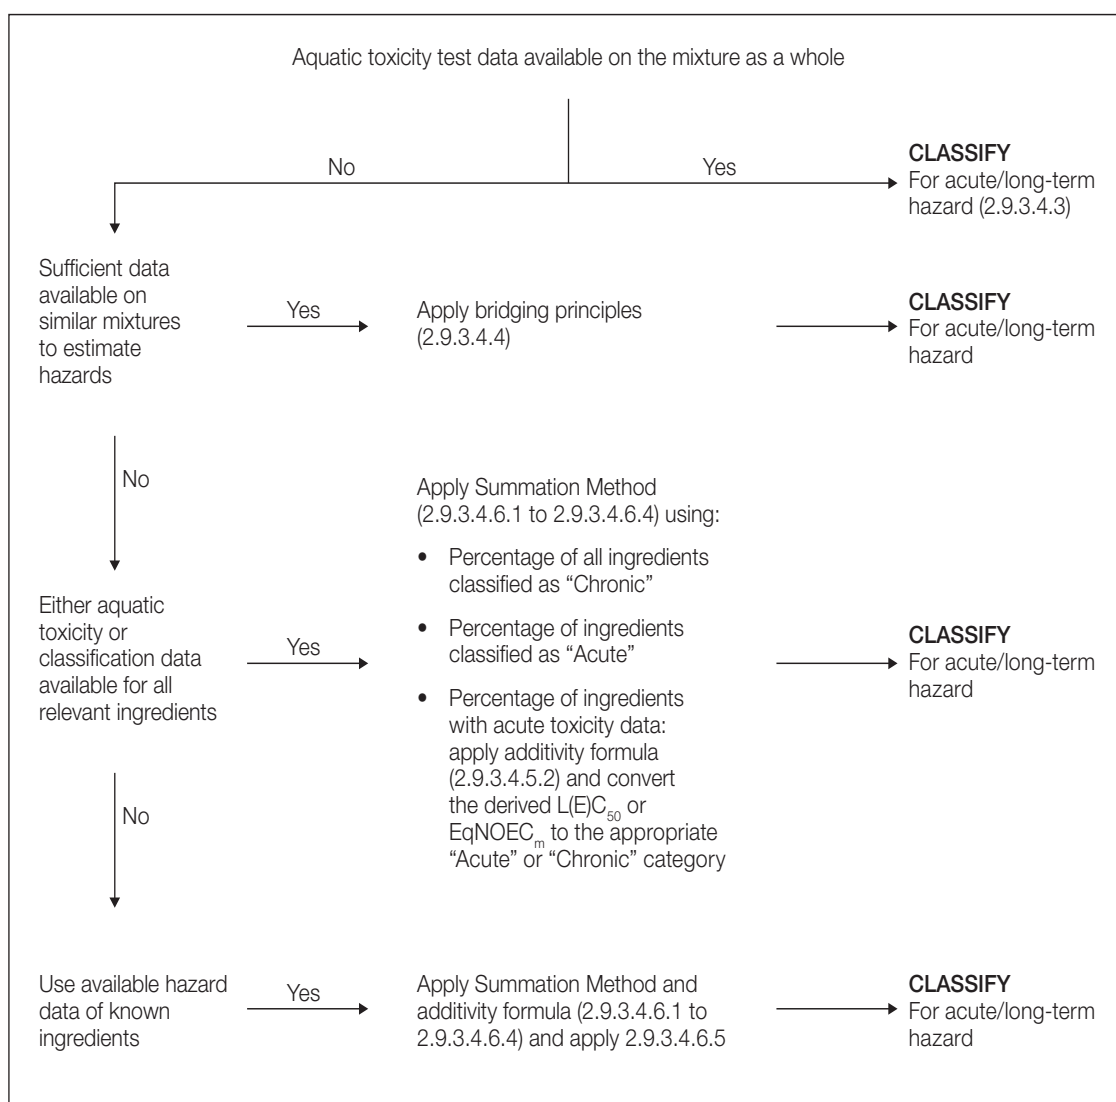 Aquatic toxicity test data available on the mixture as a whole
No
Yes
CLASSIFY
For acute/long-term
hazard (2.9.3.4.3)
Sufficient data
available on
similar mixtures
to estimate
hazards
Yes
Apply bridging principles
(2.9.3.4.4)
CLASSIFY
For acute/long-term
hazard
No
Either aquatic
toxicity or
classification data
available for all
relevant ingredients
Yes
Apply Summation Method
(2.9.3.4.6.1 to 2.9.3.4.6.4) using:
• Percentage of all ingredients
classified as “Chronic”
• Percentage of ingredients
classified as “Acute”
• Percentage of ingredients
with acute toxicity data:
apply additivity formula
(2.9.3.4.5.2) and convert
the derived L(E)C₅₀ or
EqNOECₘ to the appropriate
“Acute” or “Chronic” category
CLASSIFY
For acute/long-term
hazard
No
Use available hazard
data of known
ingredients
Yes
Apply Summation Method and
additivity formula (2.9.3.4.6.1 to
2.9.3.4.6.4) and apply 2.9.3.4.6.5
CLASSIFY
For acute/long-term
hazard